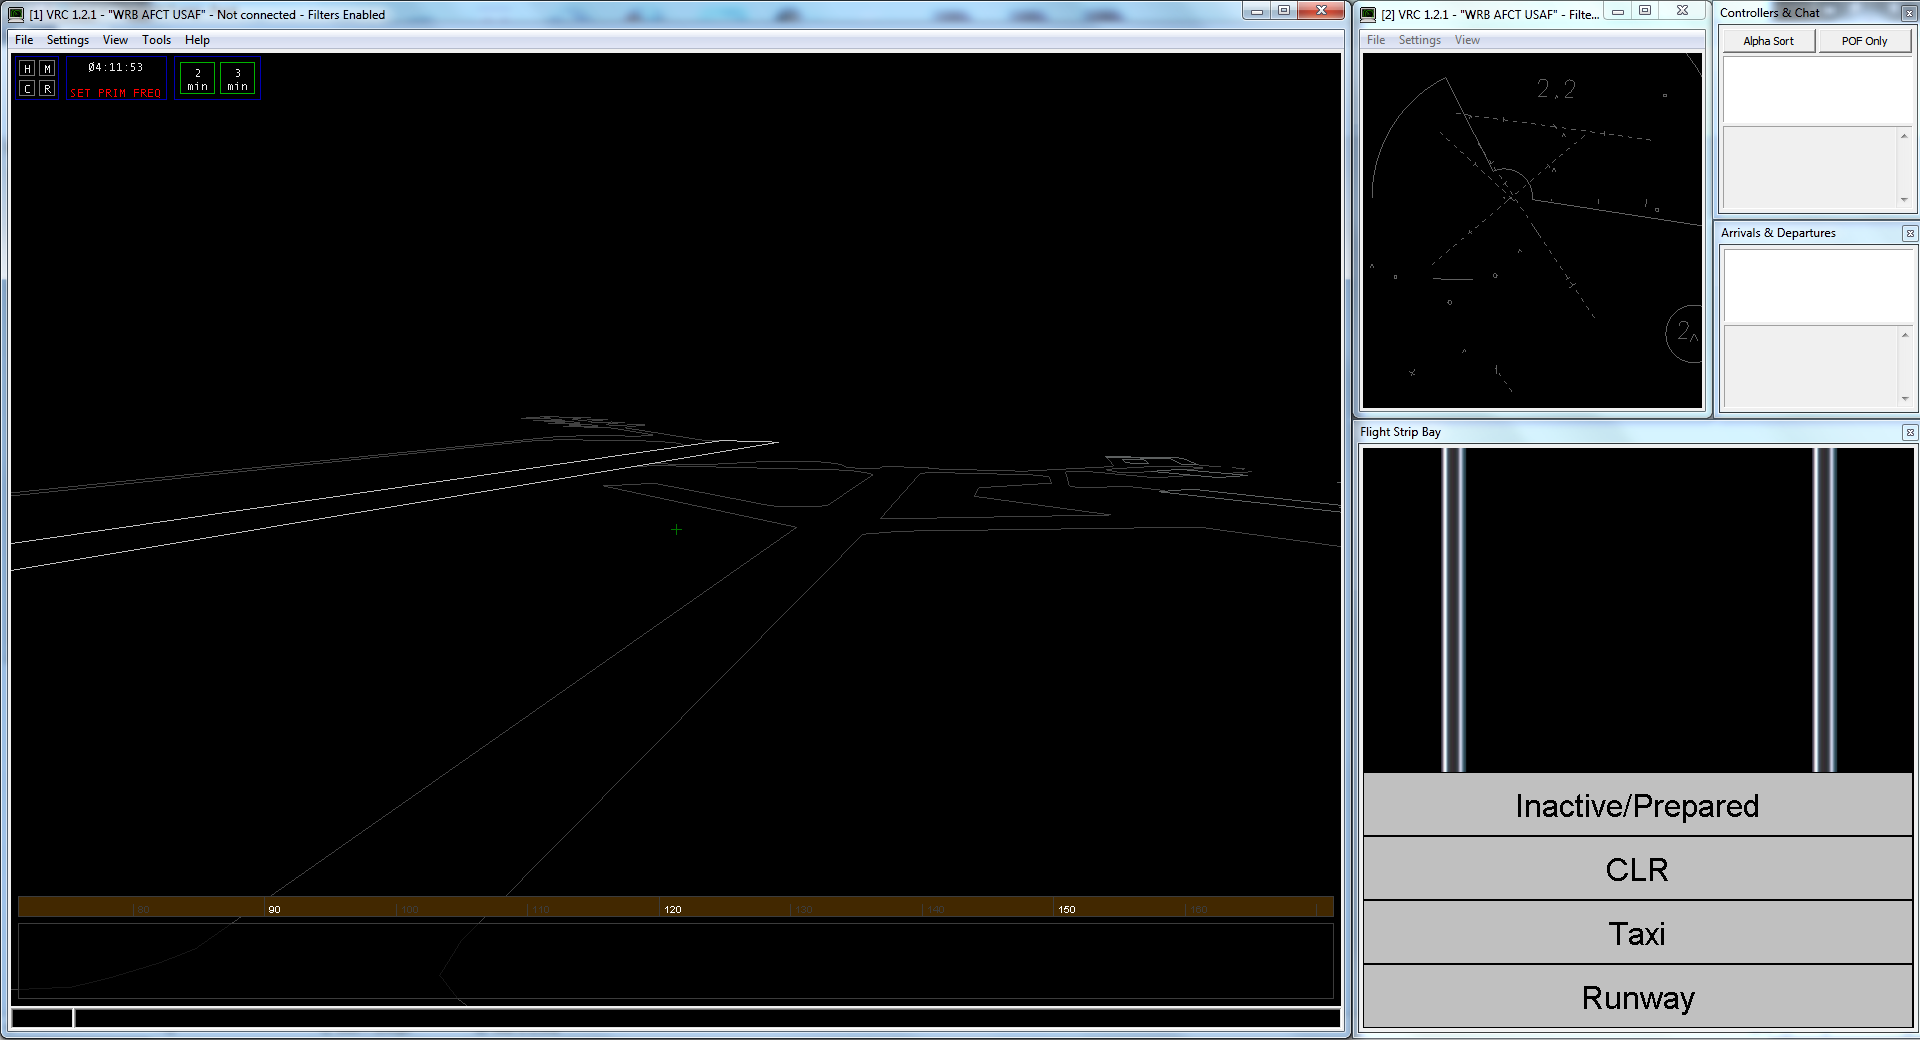 [1] VRC 1.2.1 - "WRB AFCT USAF" - Not connected - Filters Enabled
File Settings View Tools Help
H M
C R
04:11:53
SET PRIM FREQ
2 min
3 min
80 90 100 110 120 130 140 150 160
[2] VRC 1.2.1 - "WRB AFCT USAF" - Filte...
File Settings View
2.2
2
Controllers & Chat
Alpha Sort
POF Only
Arrivals & Departures
Flight Strip Bay
Inactive/Prepared
CLR
Taxi
Runway